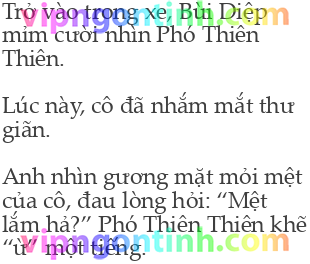 Trở vào trong xe, Bùi Diệp
mỉm cười nhìn Phó Thiên
Thiên.
Lúc này, cô đã nhắm mắt thư
giãn.
Anh nhìn gương mặt mỏi mệt
của cô, đau lòng hỏi: “Mệt
lắm hả?” Phó Thiên Thiên khẽ
“ừ” một tiếng.
vipngontinh.com
vipngontinh.com
vipngontinh.com